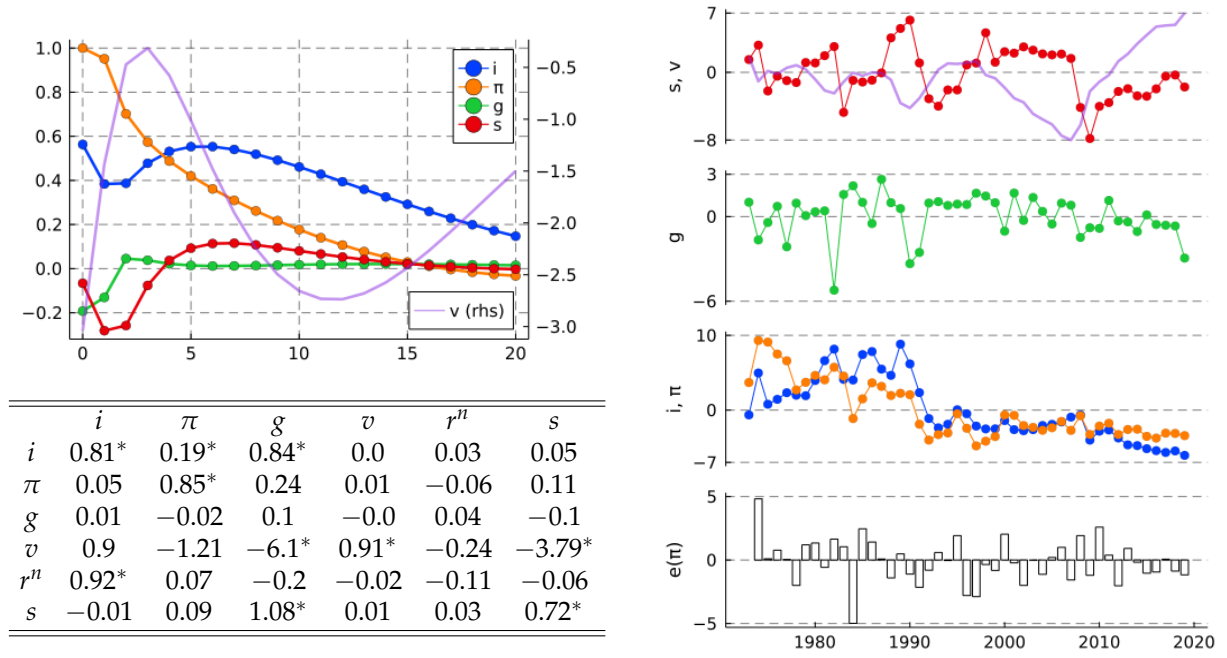 1.0
0.8
0.6
0.4
0.2
0.0
−0.2
−0.5
−1.0
−1.5
−2.0
−2.5
−3.0
i
π
g
s
v (rhs)
0 5 10 15 20
i π g v rⁿ s
i 0.81* 0.19* 0.84* 0.0 0.03 0.05
π 0.05 0.85* 0.24 0.01 −0.06 0.11
g 0.01 −0.02 0.1 −0.0 0.04 −0.1
v 0.9 −1.21 −6.1* 0.91* −0.24 −3.79*
rⁿ 0.92* 0.07 −0.2 −0.02 −0.11 −0.06
s −0.01 0.09 1.08* 0.01 0.03 0.72*
s, v
7
0
−8
g
3
0
−6
i, π
10
0
−7
e(π)
5
0
−5
1980 1990 2000 2010 2020